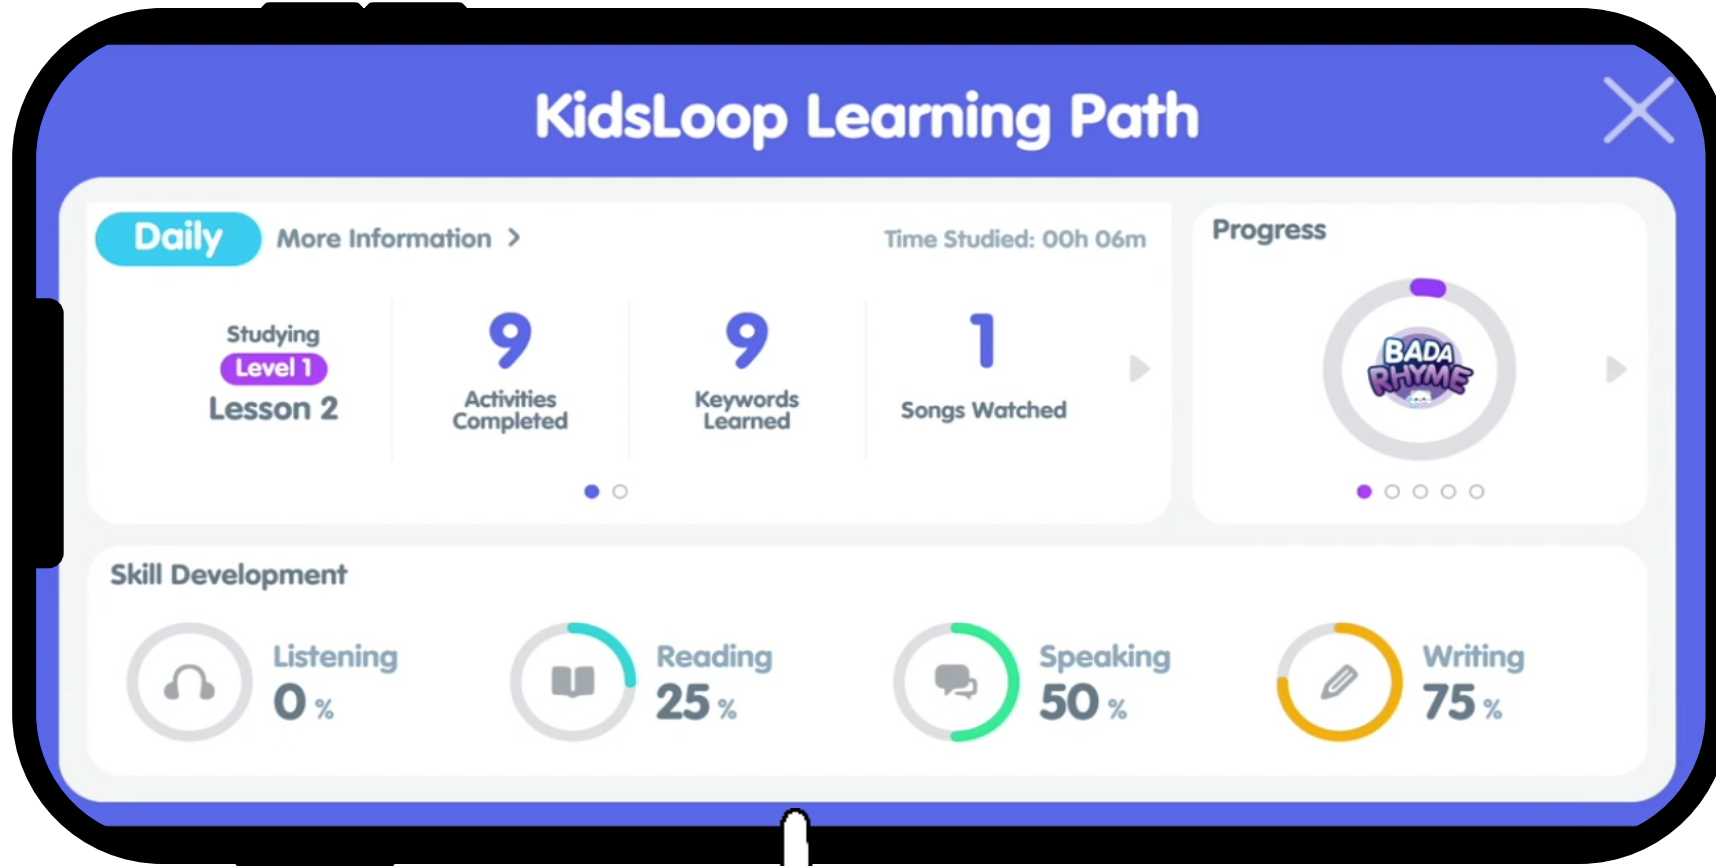 KidsLoop Learning Path
Daily
More Information >
Time Studied: 00h 06m
Studying
Level 1
Lesson 2
9
Activities
Completed
9
Keywords
Learned
1
Songs Watched
Progress
BADA
RHYME
Skill Development
Listening
0 %
Reading
25 %
Speaking
50 %
Writing
75 %